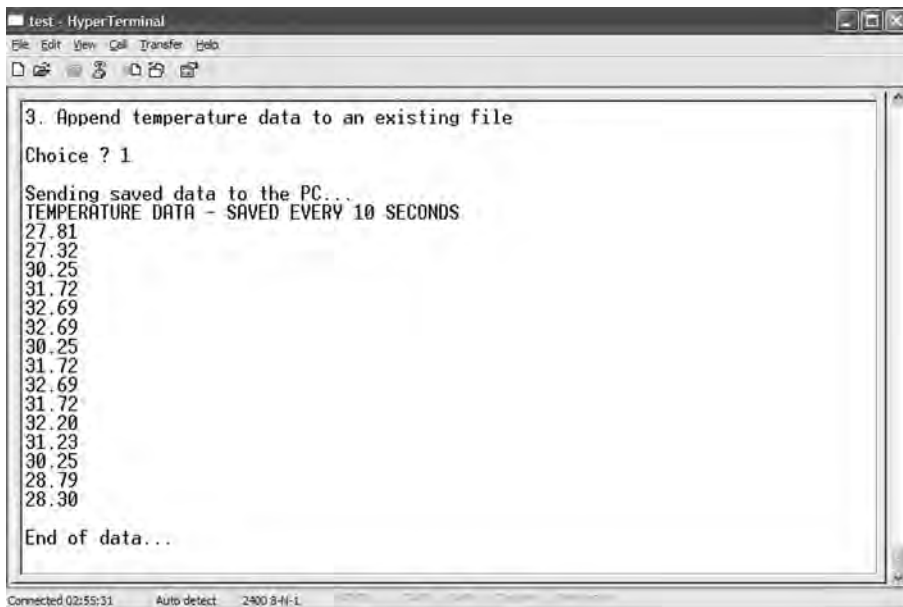 test - HyperTerminal
File Edit View Call Transfer Help
3. Append temperature data to an existing file
Choice ? 1
Sending saved data to the PC...
TEMPERATURE DATA - SAVED EVERY 10 SECONDS
27.81
27.32
30.25
31.72
32.69
32.69
30.25
31.72
32.69
31.72
32.20
31.23
30.25
28.79
28.30
End of data...
Connected 02:55:31 Auto detect 2400 8-N-1